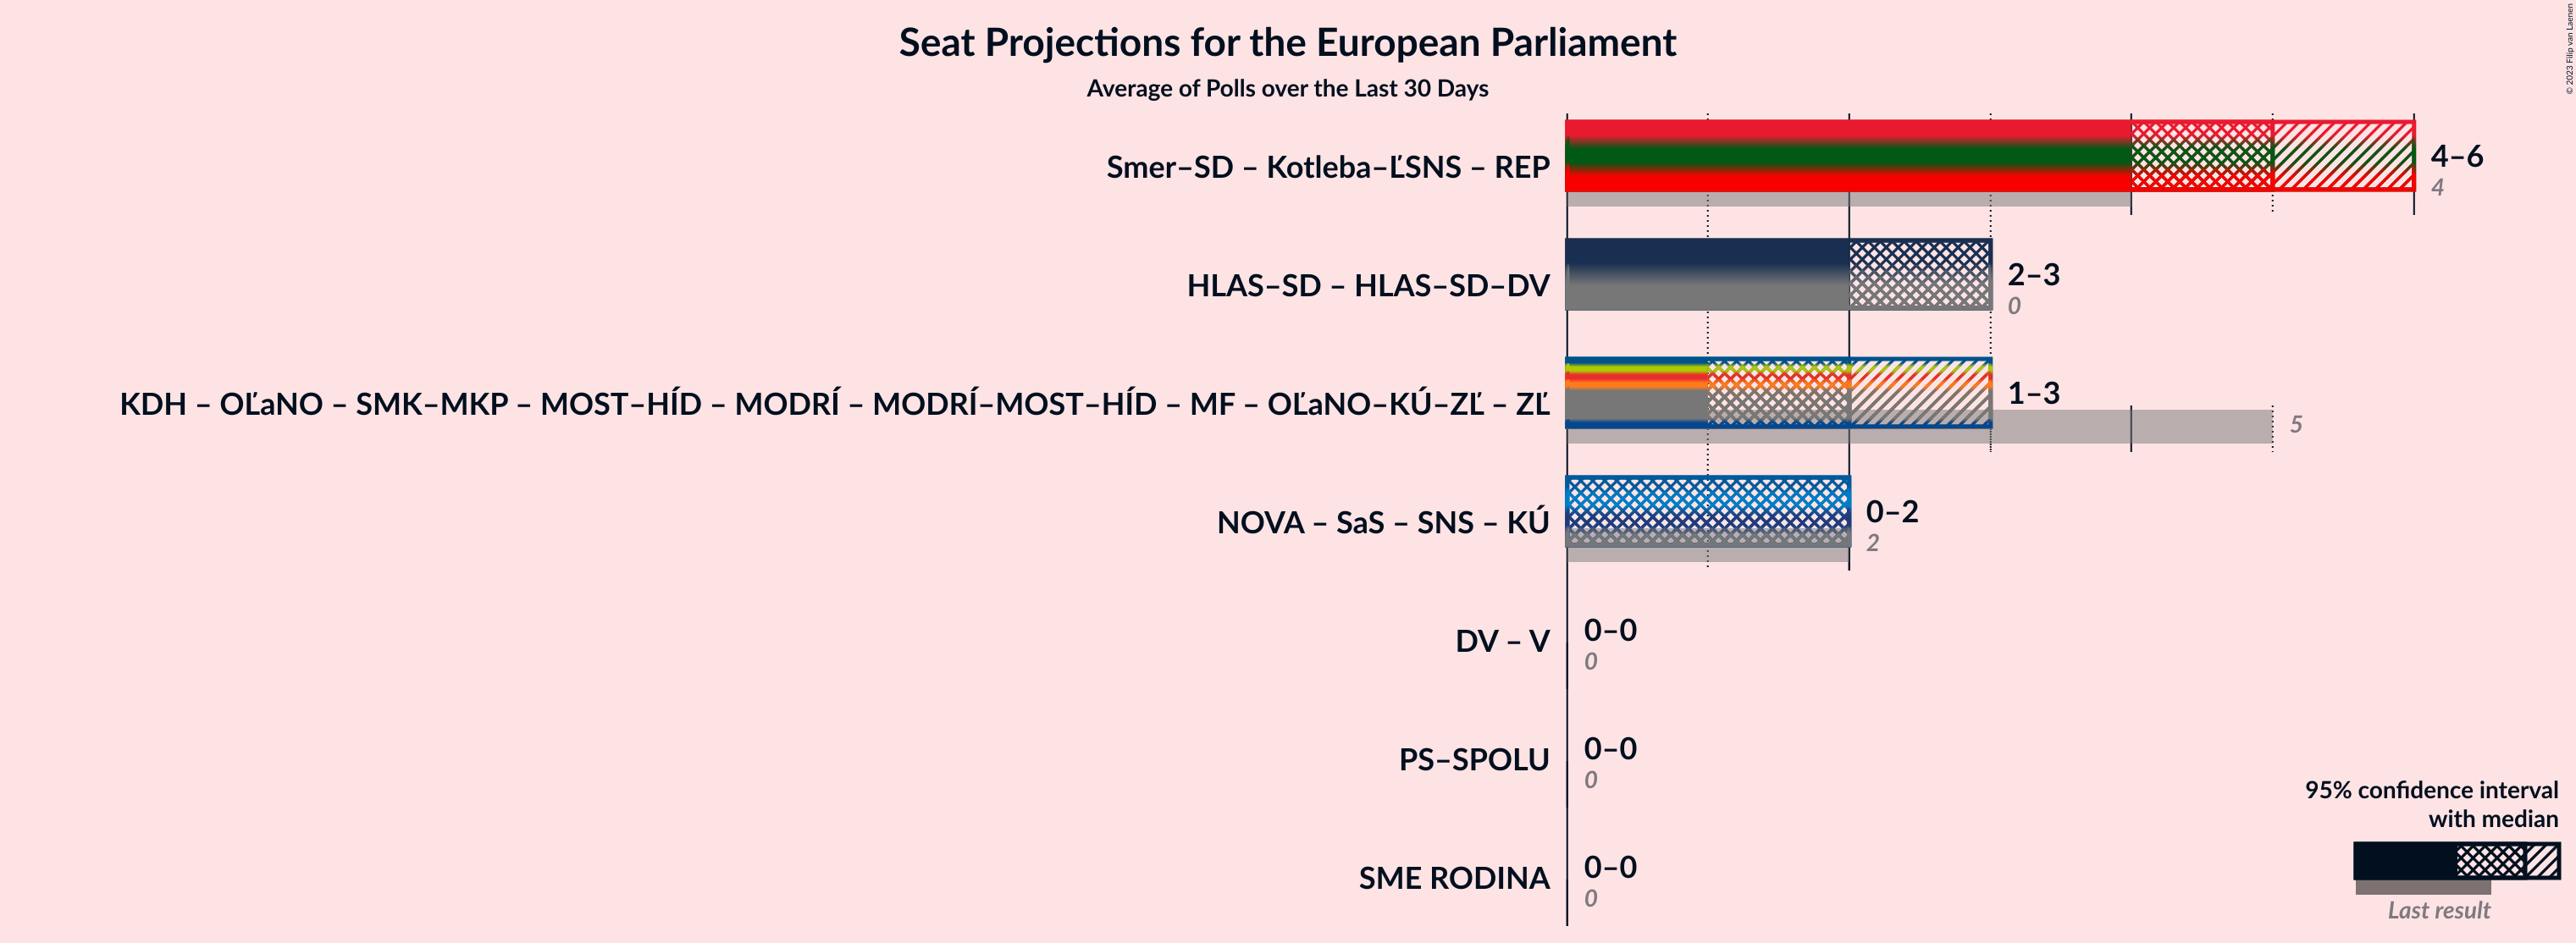 Seat Projections for the European Parliament
Average of Polls over the Last 30 Days
© 2023 Filip van Laenen
Smer–SD – Kotleba–ĽSNS – REP
4–6
4
HLAS–SD – HLAS–SD–DV
2–3
0
KDH – OĽaNO – SMK–MKP – MOST–HÍD – MODRÍ – MODRÍ–MOST–HÍD – MF – OĽaNO–KÚ–ZĽ – ZĽ
1–3
5
NOVA – SaS – SNS – KÚ
0–2
2
DV – V
0–0
0
PS–SPOLU
0–0
0
SME RODINA
0–0
0
95% confidence interval
with median
Last result